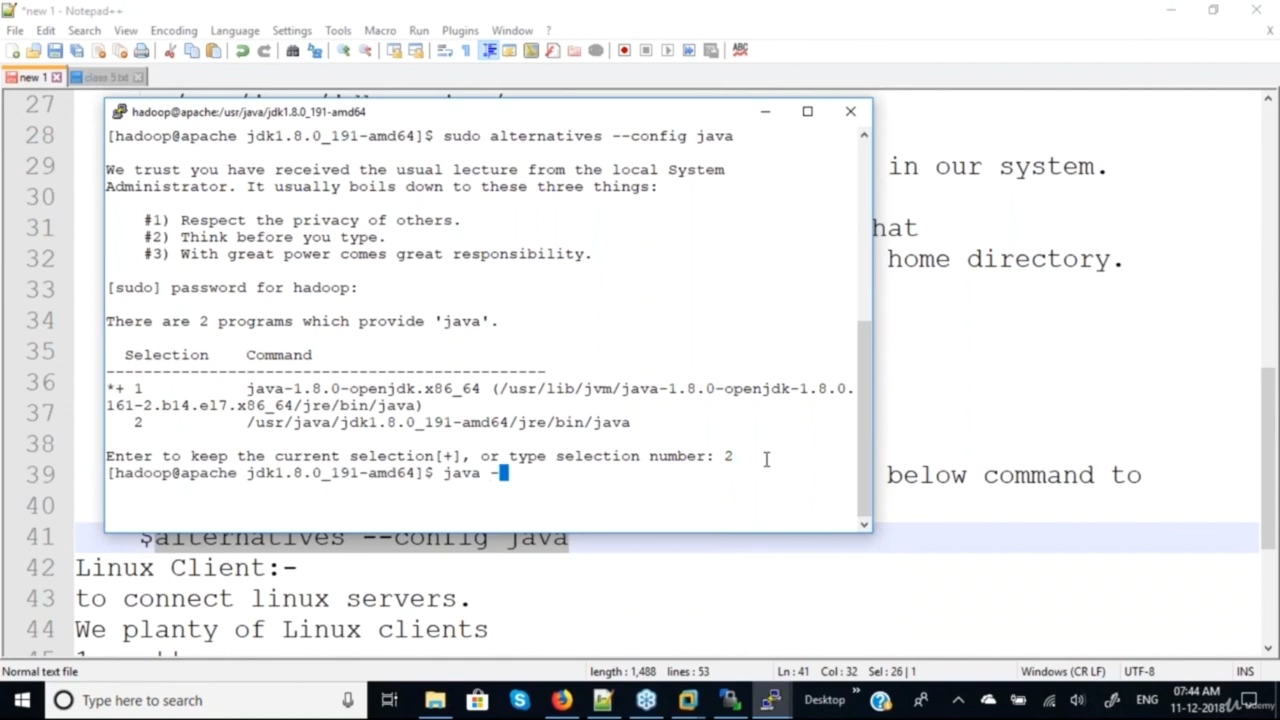 *new 1 - Notepad++
File Edit Search View Encoding Language Settings Tools Macro Run Plugins Window ?
new 1 class 5.txt
27
28
29 in our system.
30
31 hat
32 home directory.
33
34
35
36
37
38
39 below command to
40
41 $alternatives --config java
42 Linux Client:-
43 to connect linux servers.
44 We planty of Linux clients
hadoop@apache:/usr/java/jdk1.8.0_191-amd64
[hadoop@apache jdk1.8.0_191-amd64]$ sudo alternatives --config java
We trust you have received the usual lecture from the local System
Administrator. It usually boils down to these three things:
#1) Respect the privacy of others.
#2) Think before you type.
#3) With great power comes great responsibility.
[sudo] password for hadoop:
There are 2 programs which provide 'java'.
Selection Command
-----------------------------------------------
*+ 1 java-1.8.0-openjdk.x86_64 (/usr/lib/jvm/java-1.8.0-openjdk-1.8.0.
161-2.b14.el7.x86_64/jre/bin/java)
2 /usr/java/jdk1.8.0_191-amd64/jre/bin/java
Enter to keep the current selection[+], or type selection number: 2
[hadoop@apache jdk1.8.0_191-amd64]$ java -
Normal text file length : 1,488 lines : 53 Ln : 41 Col : 32 Sel : 26 | 1 Windows (CR LF) UTF-8 INS
Type here to search Desktop ENG 07:44 AM
11-12-2018
Udemy